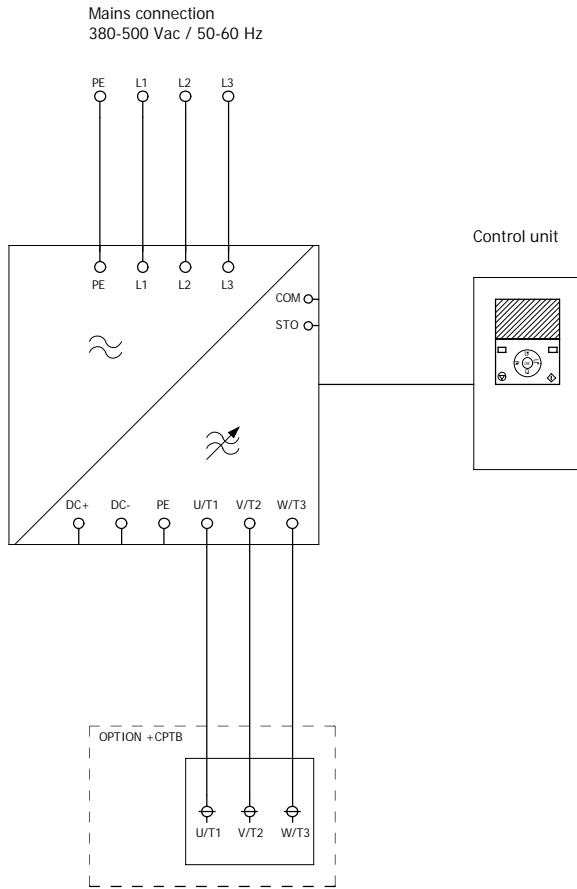 Mains connection
380-500 Vac / 50-60 Hz
PE L1 L2 L3
PE L1 L2 L3
Control unit
COM
STO
OK
DC+ DC- PE U/T1 V/T2 W/T3
OPTION +CPTB
U/T1 V/T2 W/T3